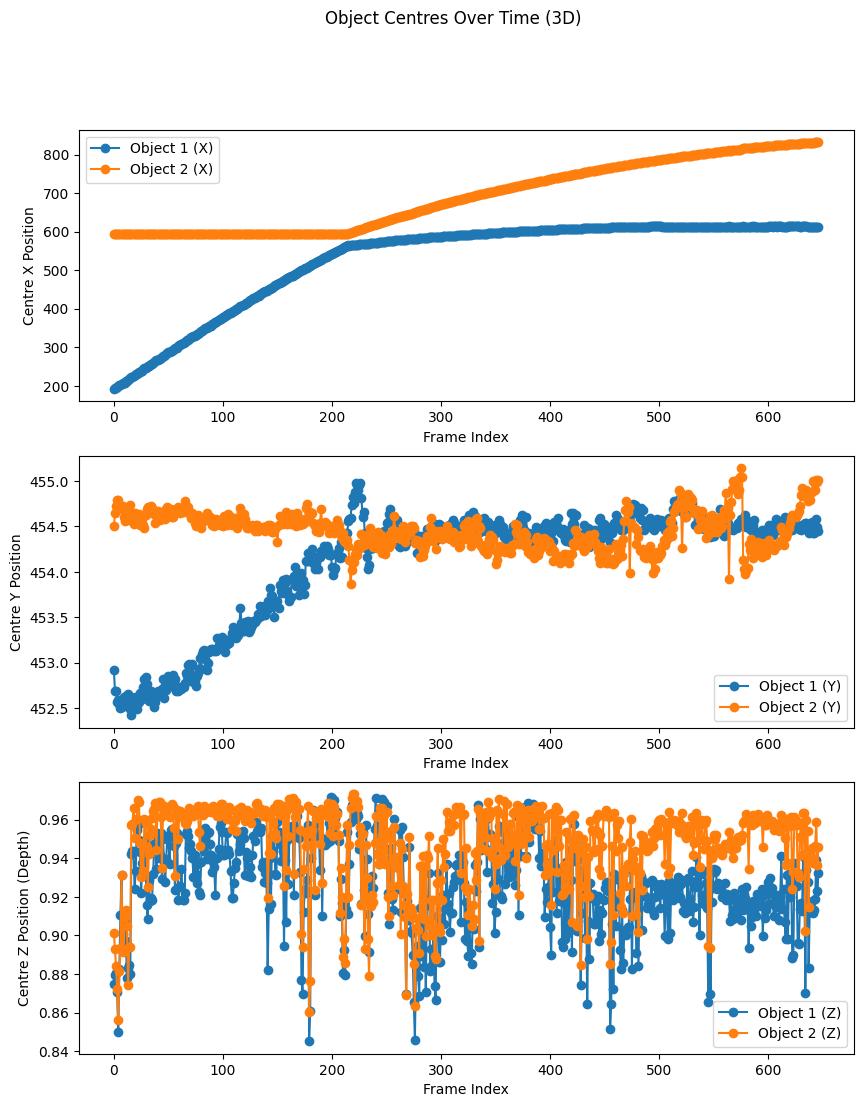 Object Centres Over Time (3D)
Object 1 (X)
Object 2 (X)
Centre X Position
800
700
600
500
400
300
200
0 100 200 300 400 500 600
Frame Index
Centre Y Position
455.0
454.5
454.0
453.5
453.0
452.5
Object 1 (Y)
Object 2 (Y)
0 100 200 300 400 500 600
Frame Index
Centre Z Position (Depth)
0.96
0.94
0.92
0.90
0.88
0.86
0.84
Object 1 (Z)
Object 2 (Z)
0 100 200 300 400 500 600
Frame Index